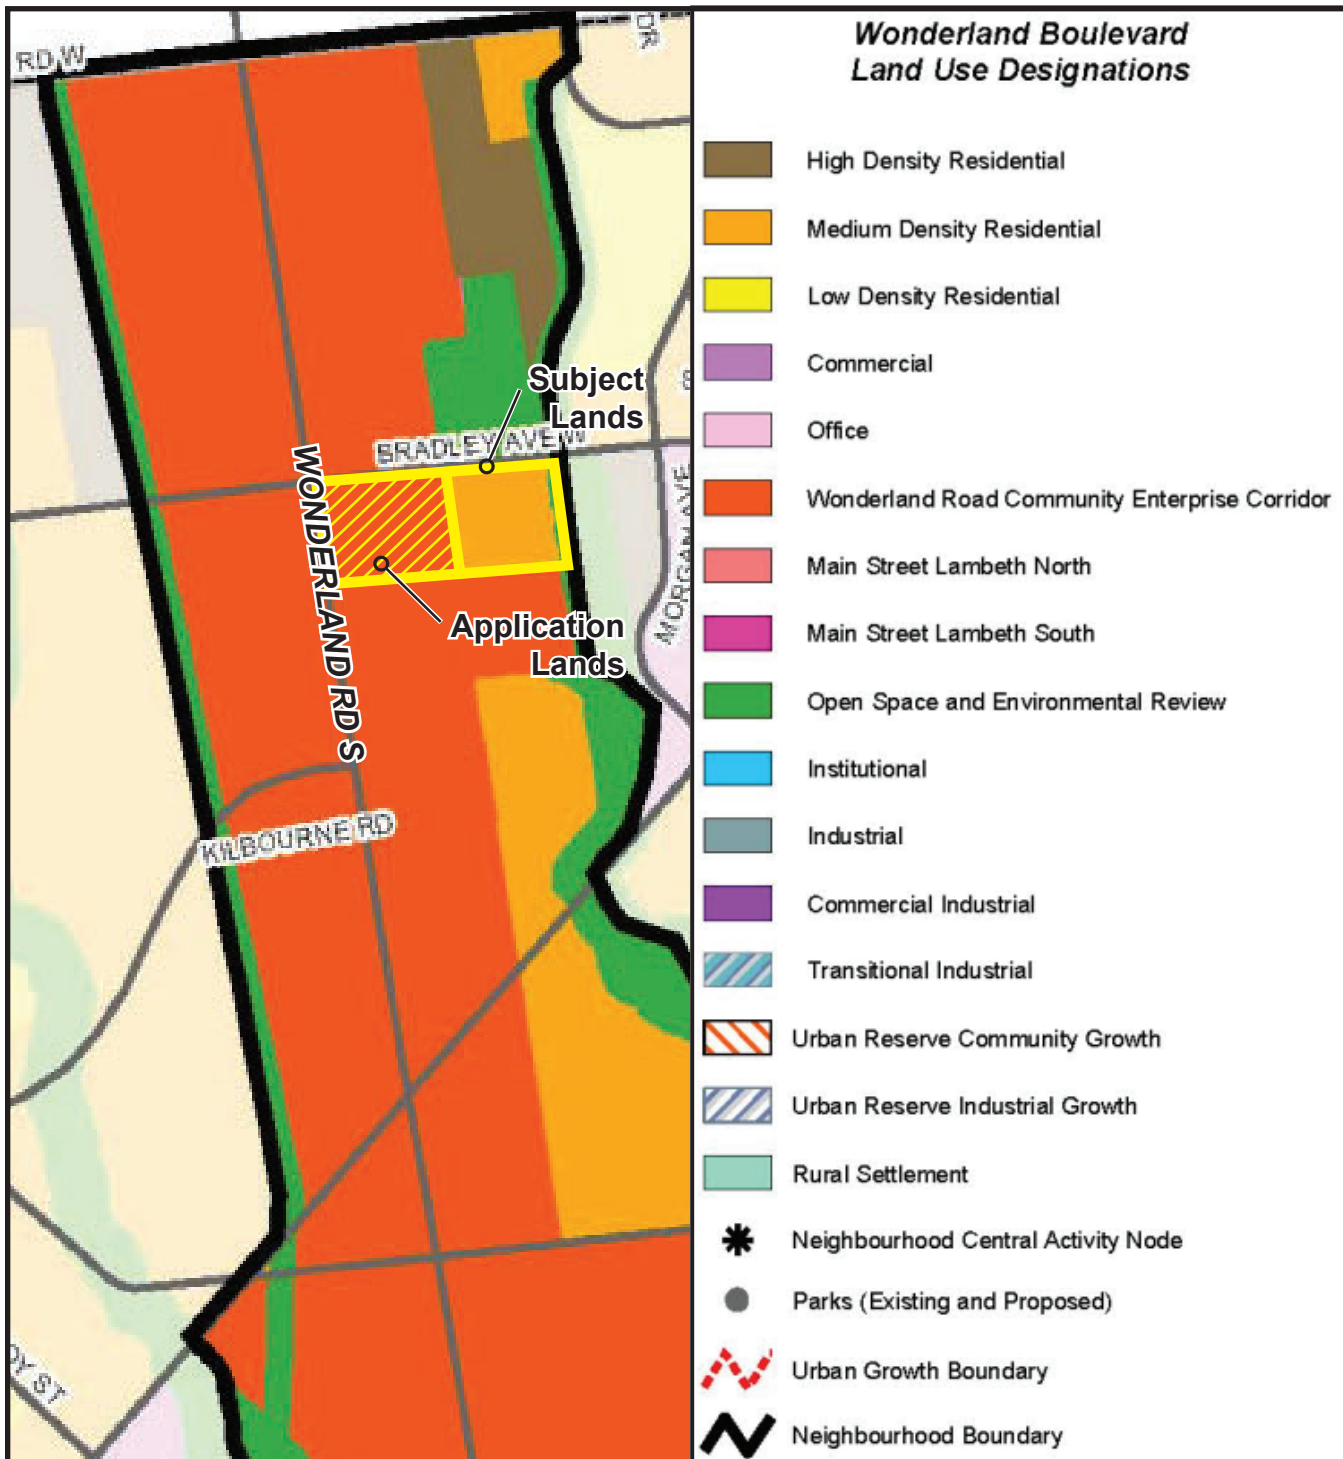 RD W
DR
Subject
Lands
BRADLEY AVE W
WONDERLAND RD S
MORGAN AVE
Application
Lands
KILBOURNE RD
DY ST
Wonderland Boulevard
Land Use Designations
High Density Residential
Medium Density Residential
Low Density Residential
Commercial
Office
Wonderland Road Community Enterprise Corridor
Main Street Lambeth North
Main Street Lambeth South
Open Space and Environmental Review
Institutional
Industrial
Commercial Industrial
Transitional Industrial
Urban Reserve Community Growth
Urban Reserve Industrial Growth
Rural Settlement
Neighbourhood Central Activity Node
Parks (Existing and Proposed)
Urban Growth Boundary
Neighbourhood Boundary